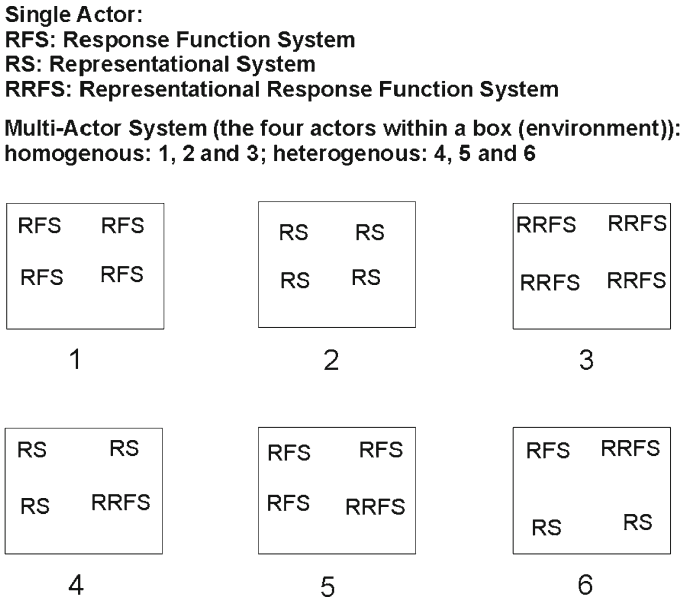 Single Actor:
RFS: Response Function System
RS: Representational System
RRFS: Representational Response Function System
Multi-Actor System (the four actors within a box (environment)):
homogenous: 1, 2 and 3; heterogenous: 4, 5 and 6
RFS RFS
RFS RFS
1
RS RS
RS RS
2
RRFS RRFS
RRFS RRFS
3
RS RS
RS RRFS
4
RFS RFS
RFS RRFS
5
RFS RRFS
RS RS
6